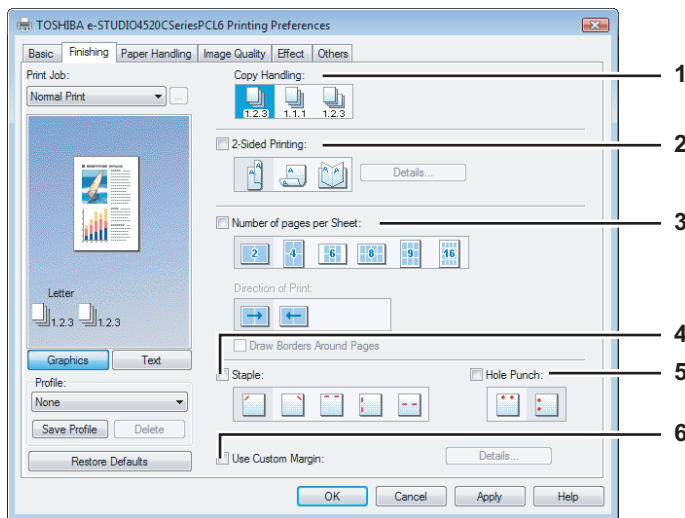 TOSHIBA e-STUDIO4520CSeriesPCL6 Printing Preferences
Basic Finishing Paper Handling Image Quality Effect Others
Print Job:
Normal Print
...
Copy Handling:
1
1.2.3 1.1.1 1.2.3
2-Sided Printing:
2
A A A A
Details...
Number of pages per Sheet:
3
2 4 6 8 9 16
Direction of Print:
Draw Borders Around Pages
Letter
1.2.3 1.2.3
Graphics Text
4
Staple:
Hole Punch:
5
Profile:
None
Save Profile Delete
Restore Defaults
6
Use Custom Margin:
Details...
OK Cancel Apply Help